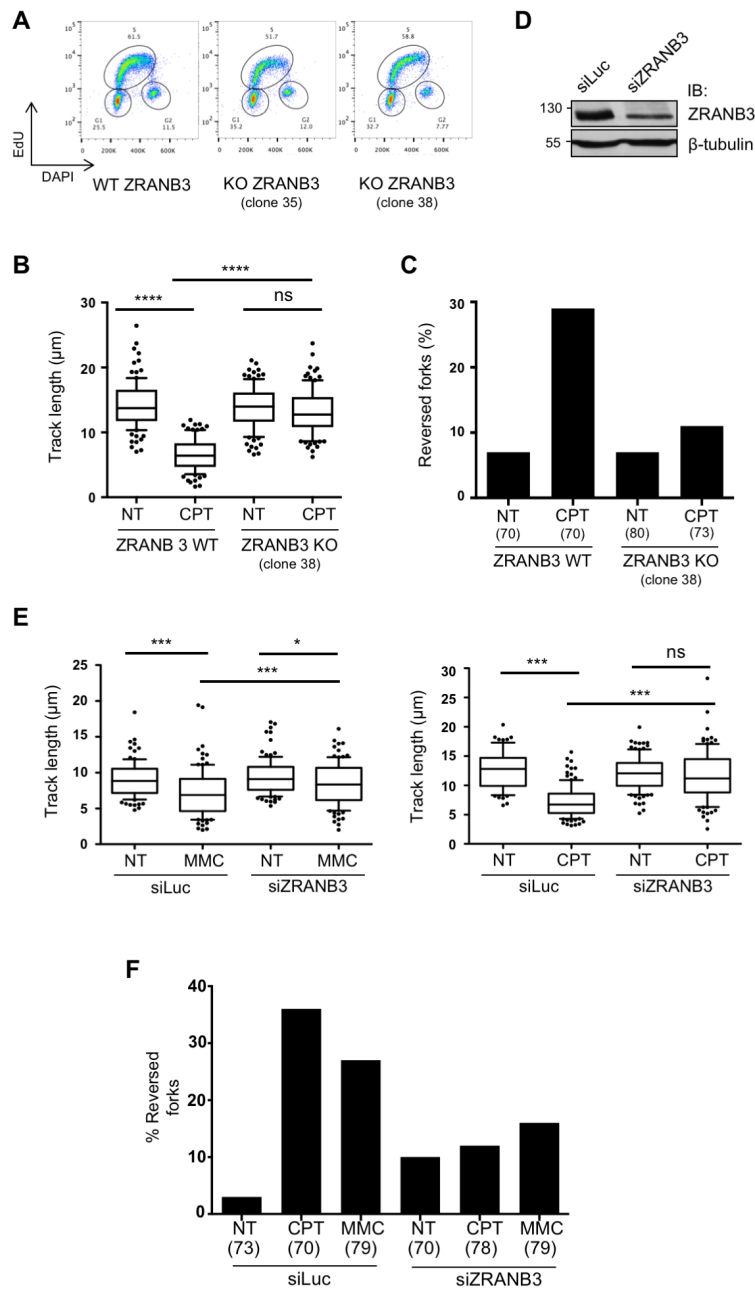 A
S
61.5
G1
25.5
G2
11.5
S
51.7
G1
35.2
G2
12.0
S
58.8
G1
32.7
G2
7.77
10^5
10^4
10^3
10^2
0 200K 400K
0 200K 400K
0 200K 400K
EdU
DAPI
WT ZRANB3
KO ZRANB3
(clone 35)
KO ZRANB3
(clone 38)
D
siLuc
siZRANB3
IB:
130
ZRANB3
55
β-tubulin
B
****
****
ns
Track length (μm)
30
20
10
0
NT CPT NT CPT
ZRANB 3 WT
ZRANB3 KO
(clone 38)
C
Reversed forks (%)
30
20
10
0
NT CPT NT CPT
(70) (70) (80) (73)
ZRANB3 WT
ZRANB3 KO
(clone 38)
E
***
*
***
Track length (μm)
25
20
15
10
5
0
NT MMC NT MMC
siLuc
siZRANB3
***
ns
***
Track length (μm)
30
25
20
15
10
5
0
NT CPT NT CPT
siLuc
siZRANB3
F
% Reversed
forks
40
30
20
10
0
NT CPT MMC NT CPT MMC
(73) (70) (79) (70) (78) (79)
siLuc
siZRANB3